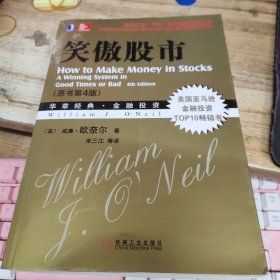 笑傲股市
How to Make Money in Stocks
A Winning System in
Good Times or Bad 4th Edition
(原书第4版)
华章经典·金融投资
William J. O'Neil
美国亚马逊
金融投资
TOP10畅销书
(美) 威廉·欧奈尔 著
宋三江 等译
William
J. O'Neil
机械工业出版社
China Machine Press